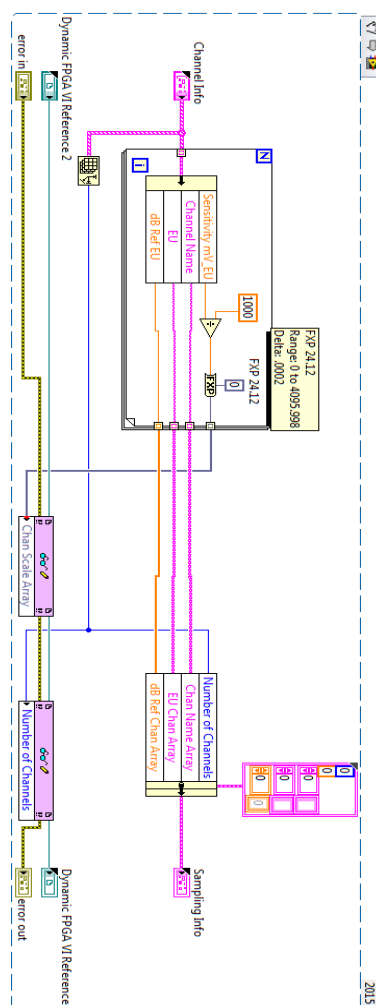 2015
FXP 24.12
Range: 0 to 4095.998
Delta: .0002
N
1000
FXP 24.12
0
FXP
Channel Info
Sensitivity mV_EU
Channel Name
EU
dB Ref EU
i
0
0
0
0
0
0
Number of Channels
Chan Name Array
EU Chan Array
dB Ref Chan Array
Sampling Info
Dynamic FPGA VI Reference 2
Dynamic FPGA VI Reference
Chan Scale Array
Number of Channels
error in
error out